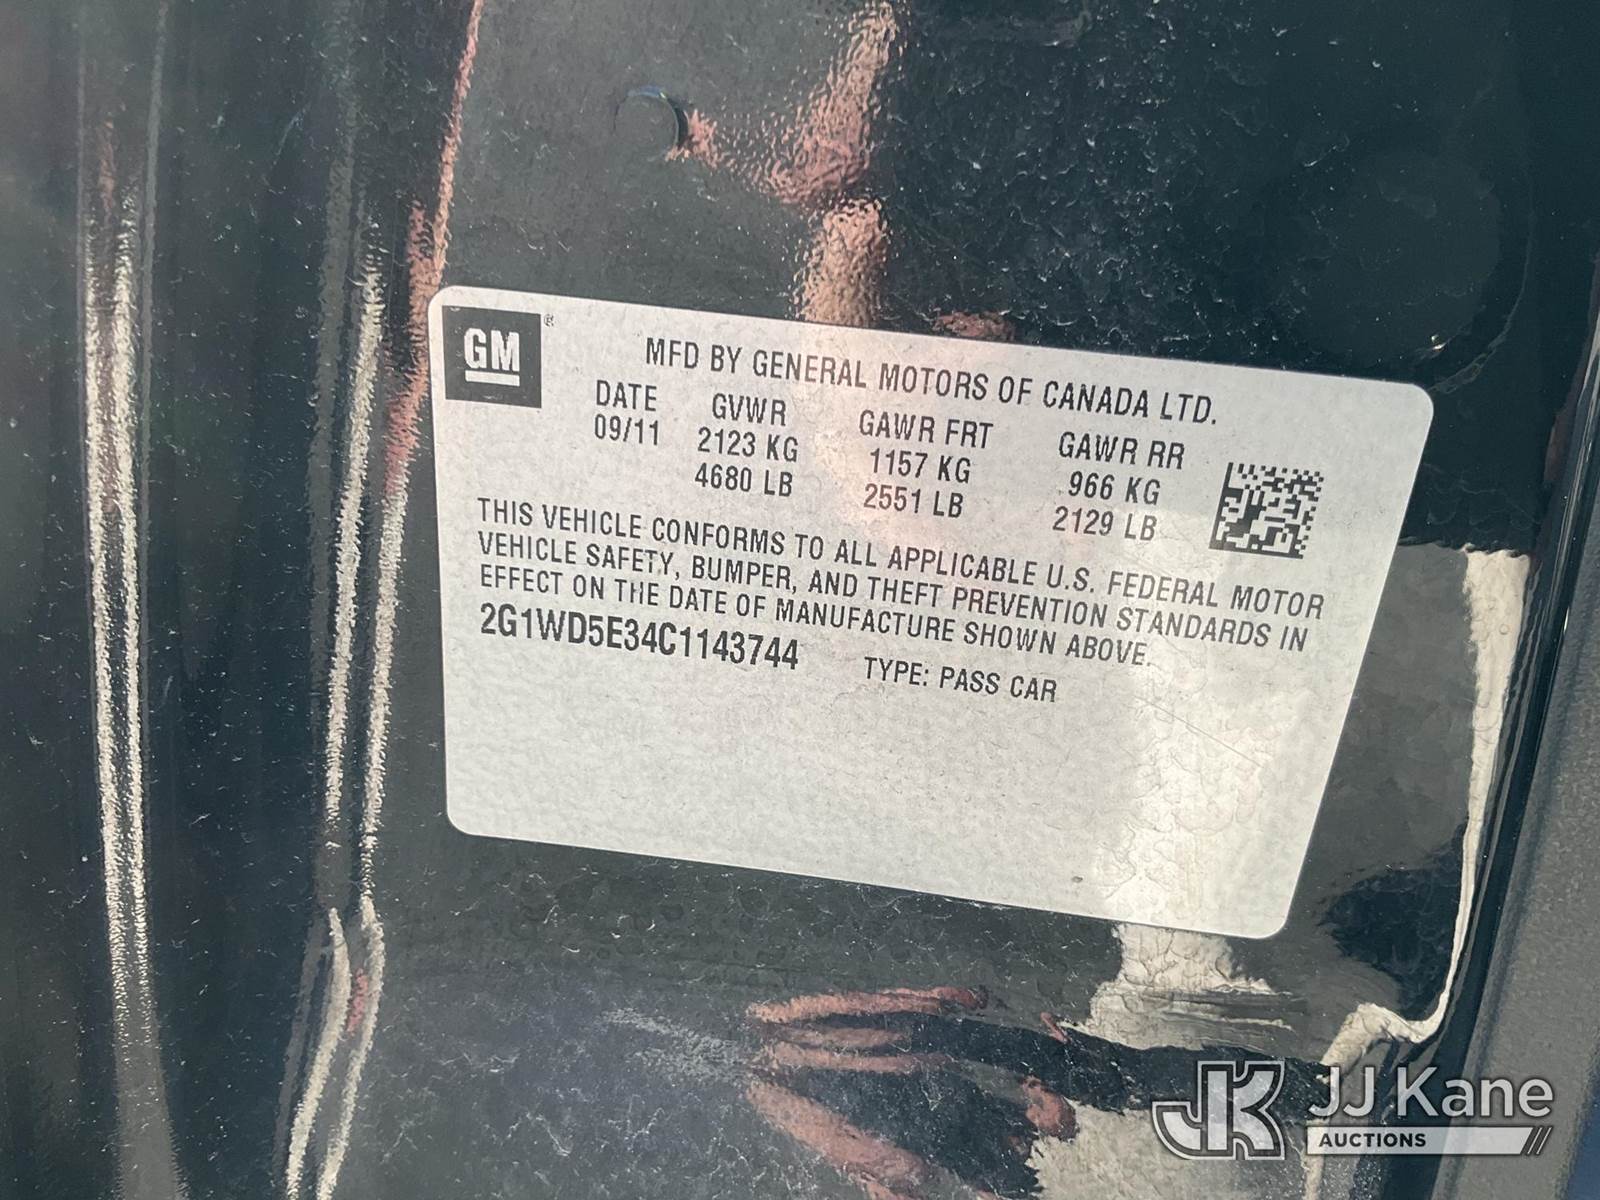 GM ®
MFD BY GENERAL MOTORS OF CANADA LTD.
DATE GVWR GAWR FRT GAWR RR
09/11 2123 KG 1157 KG 966 KG
4680 LB 2551 LB 2129 LB
THIS VEHICLE CONFORMS TO ALL APPLICABLE U.S. FEDERAL MOTOR
VEHICLE SAFETY, BUMPER, AND THEFT PREVENTION STANDARDS IN
EFFECT ON THE DATE OF MANUFACTURE SHOWN ABOVE.
2G1WD5E34C1143744 TYPE: PASS CAR
JK JJ Kane
AUCTIONS